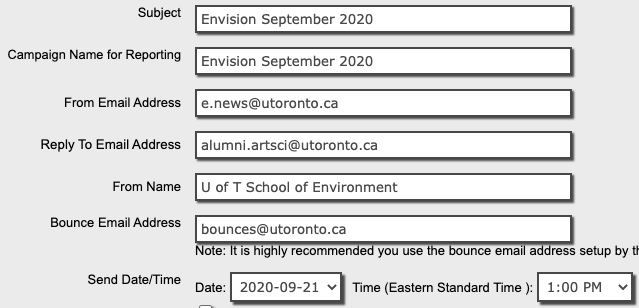 Subject Envision September 2020
Campaign Name for Reporting Envision September 2020
From Email Address e.news@utoronto.ca
Reply To Email Address alumni.artsci@utoronto.ca
From Name U of T School of Environment
Bounce Email Address bounces@utoronto.ca
Note: It is highly recommended you use the bounce email address setup by
Send Date/Time Date: 2020-09-21 Time (Eastern Standard Time ): 1:00 PM